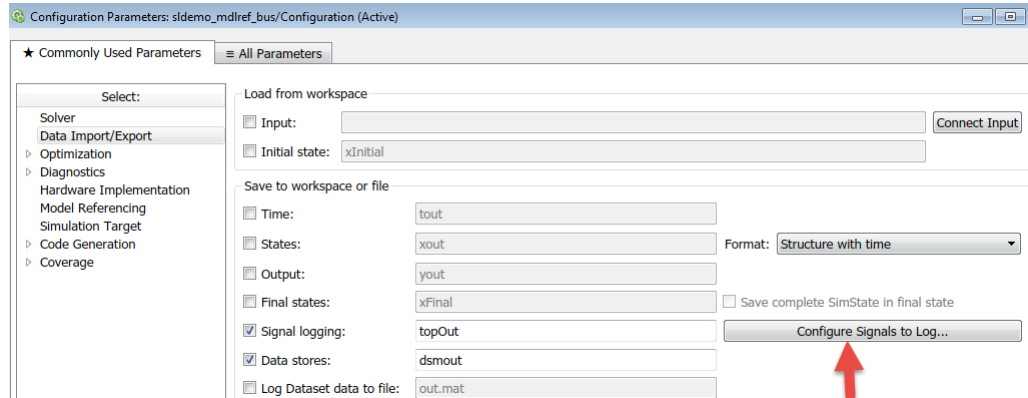 Configuration Parameters: sldemo_mdlref_bus/Configuration (Active)
★ Commonly Used Parameters
≡ All Parameters
Select:
Solver
Data Import/Export
Optimization
Diagnostics
Hardware Implementation
Model Referencing
Simulation Target
Code Generation
Coverage
Load from workspace
Input: Connect Input
Initial state: xInitial
Save to workspace or file
Time: tout
States: xout Format: Structure with time
Output: yout
Final states: xFinal Save complete SimState in final state
Signal logging: topOut Configure Signals to Log...
Data stores: dsmout
Log Dataset data to file: out.mat